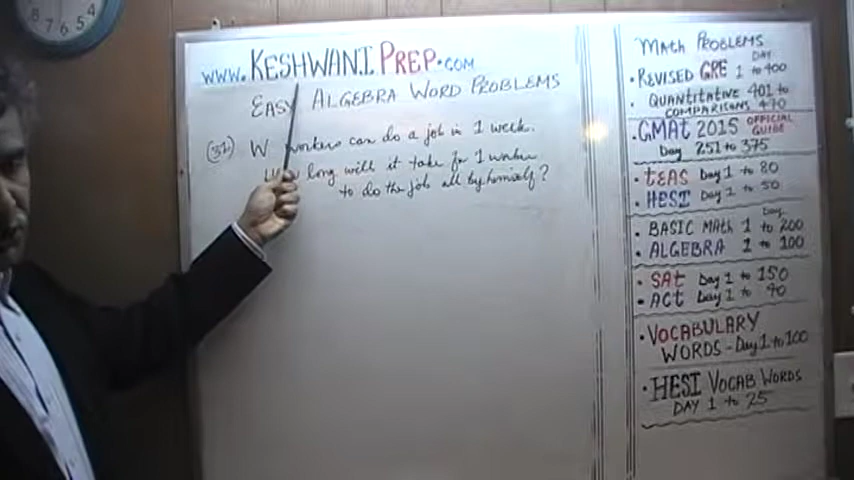 8 7 6 5 4
www.KESHWANIPREP.COM
EASY ALGEBRA WORD PROBLEMS
(31) W workers can do a job in 1 week.
long will it take for 1 worker
to do the job all by himself?
MATH PROBLEMS
DAY
• REVISED GRE 1 to 400
• QUANTITATIVE 401 to
COMPARISONS 470
• GMAT 2015 OFFICIAL GUIDE
Day 251 to 375
• TEAS Day 1 to 80
• HESI Day 1 to 50
Day
• BASIC MATH 1 to 200
• ALGEBRA 1 to 100
• SAT Day 1 to 150
• ACT Day 1 to 90
• VOCABULARY
WORDS - Day 1 to 100
• HESI VOCAB WORDS
DAY 1 to 25